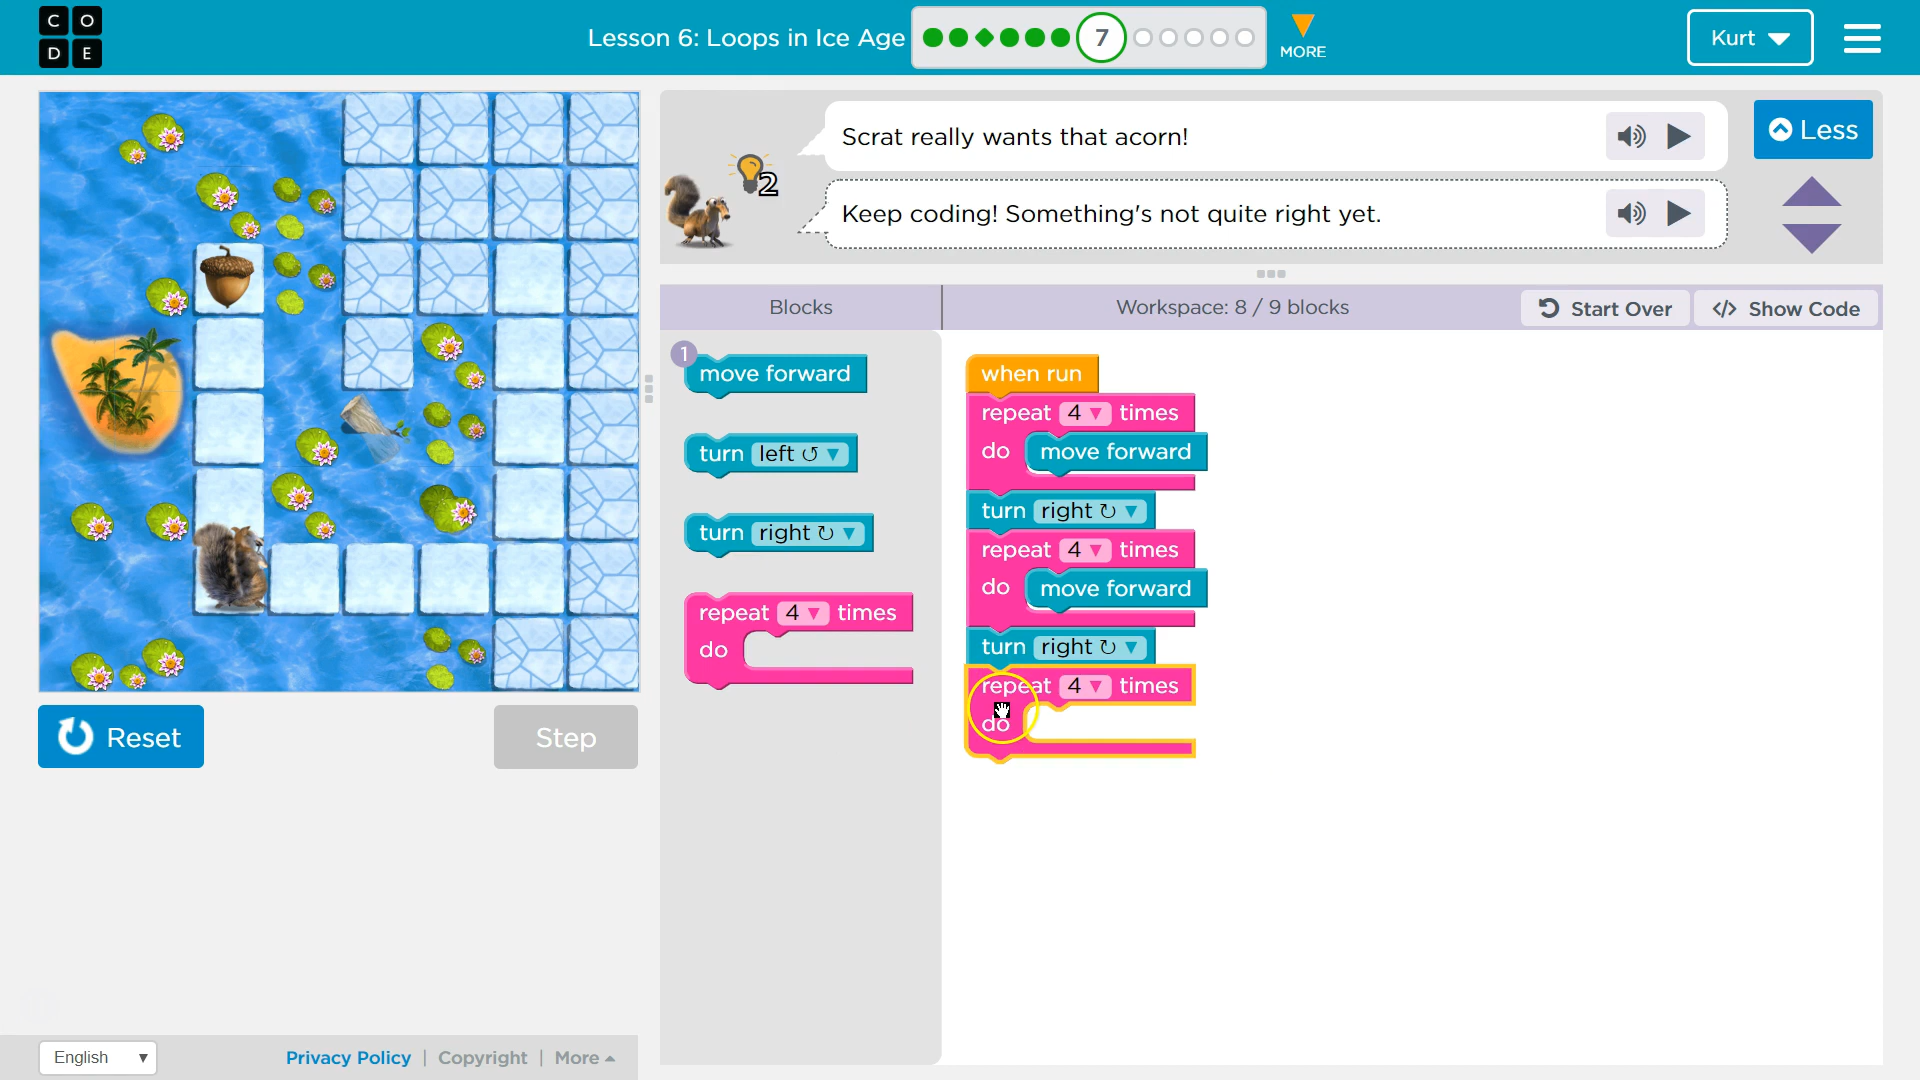 C O
D E
Lesson 6: Loops in Ice Age
7
MORE
Kurt
2
Scrat really wants that acorn!
Keep coding! Something's not quite right yet.
Less
Blocks
Workspace: 8 / 9 blocks
Start Over
</> Show Code
1
move forward
turn left ↺ ▼
turn right ↻ ▼
repeat 4 ▼ times
do
when run
repeat 4 ▼ times
do move forward
turn right ↻ ▼
repeat 4 ▼ times
do move forward
turn right ↻ ▼
repeat 4 ▼ times
do
Reset
Step
English ▼
Privacy Policy | Copyright | More